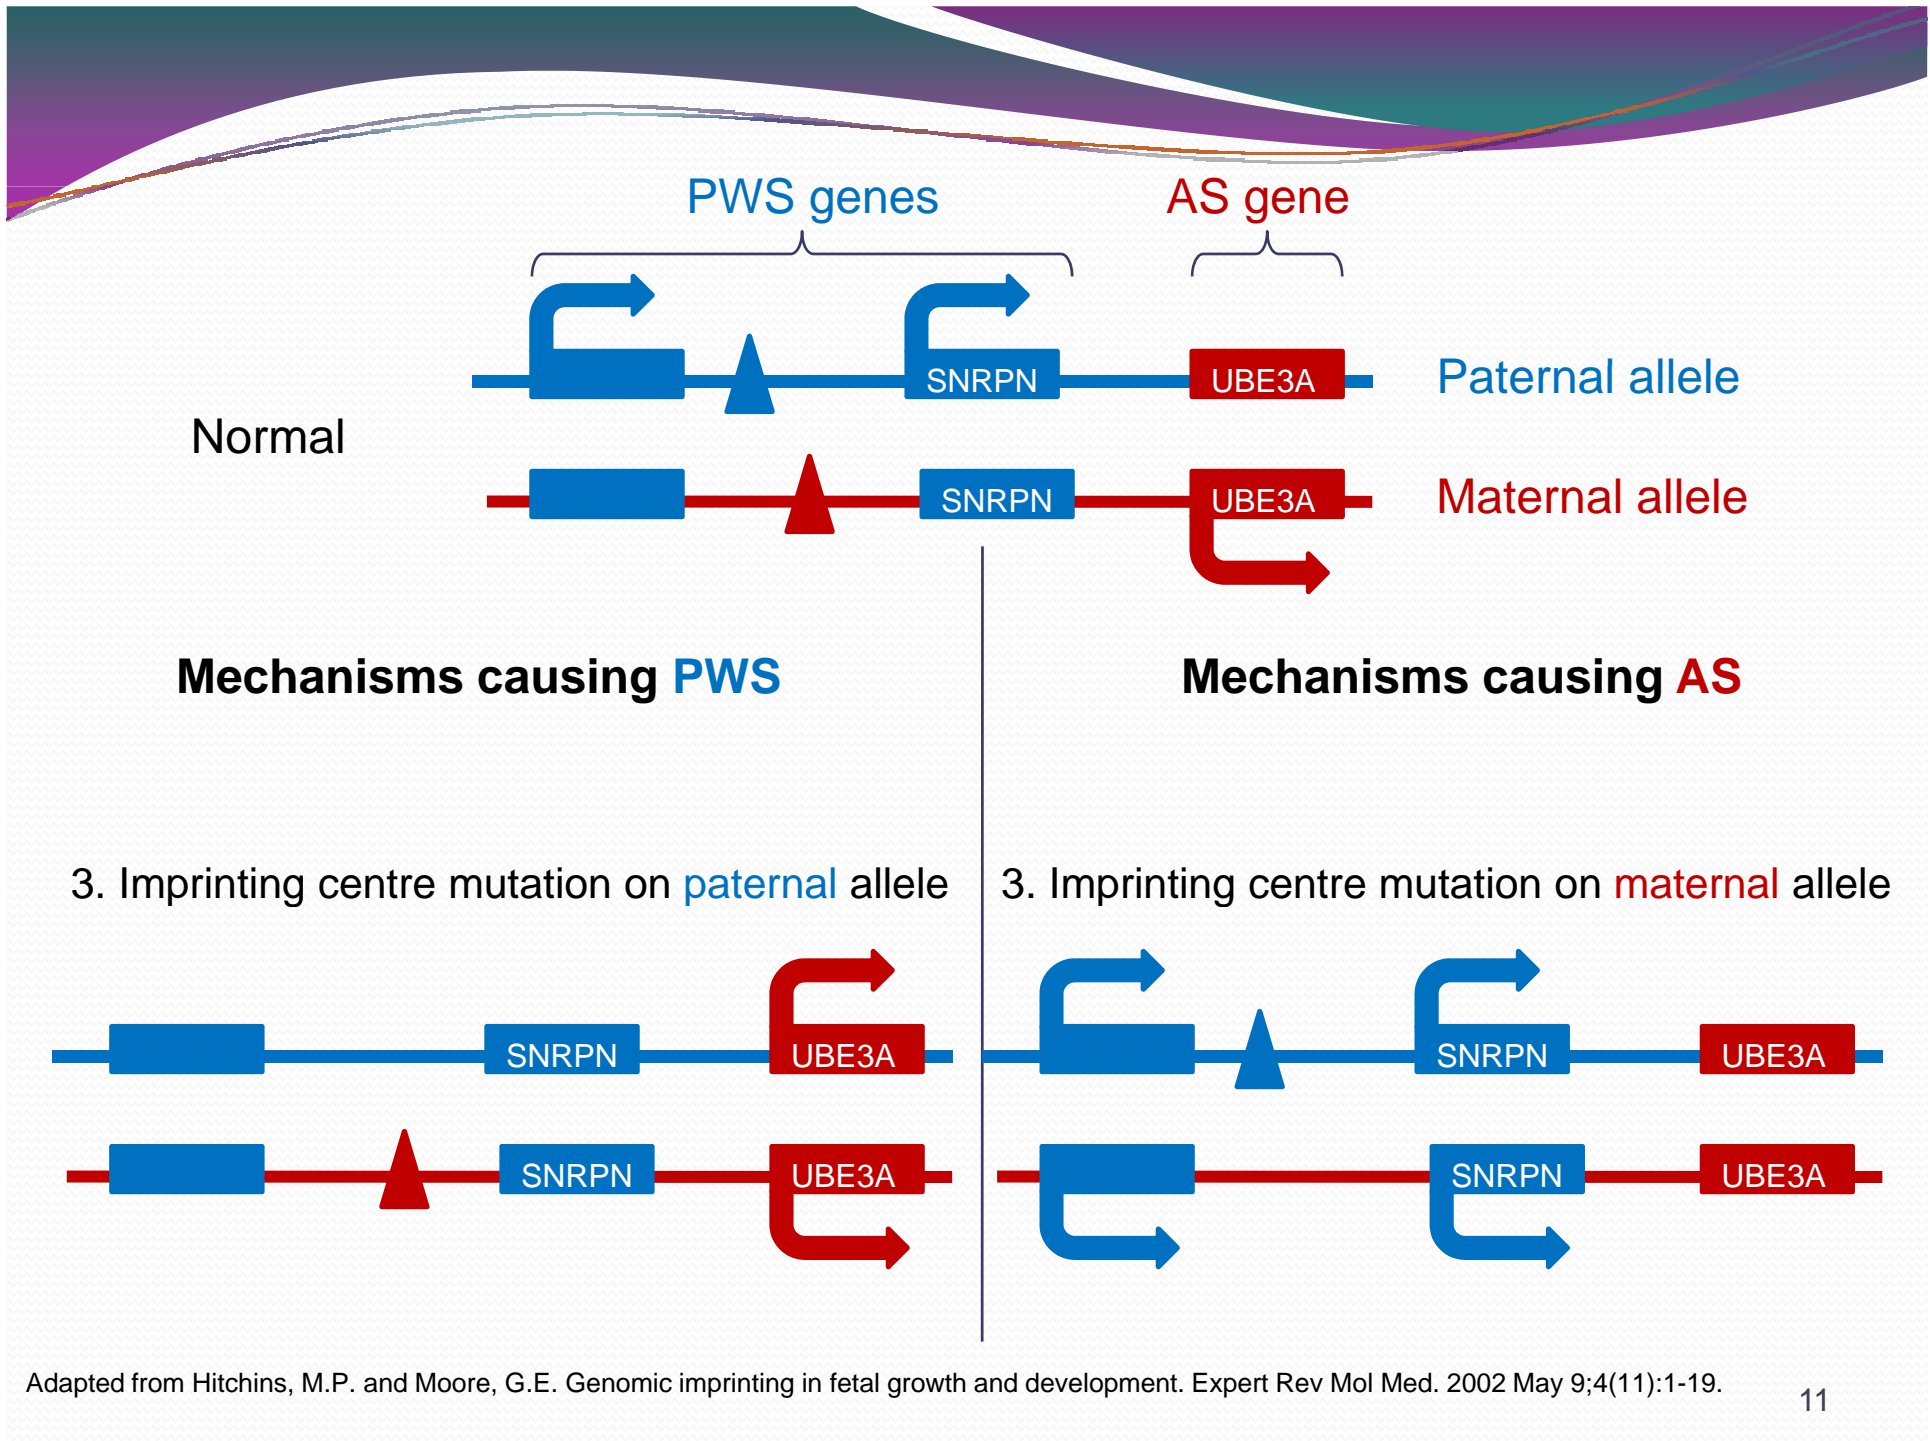 PWS genes
AS gene
SNRPN
UBE3A
Paternal allele
Normal
SNRPN
UBE3A
Maternal allele
Mechanisms causing PWS
Mechanisms causing AS
3. Imprinting centre mutation on paternal allele
3. Imprinting centre mutation on maternal allele
SNRPN
UBE3A
SNRPN
UBE3A
SNRPN
UBE3A
SNRPN
UBE3A
Adapted from Hitchins, M.P. and Moore, G.E. Genomic imprinting in fetal growth and development. Expert Rev Mol Med. 2002 May 9;4(11):1-19.
11